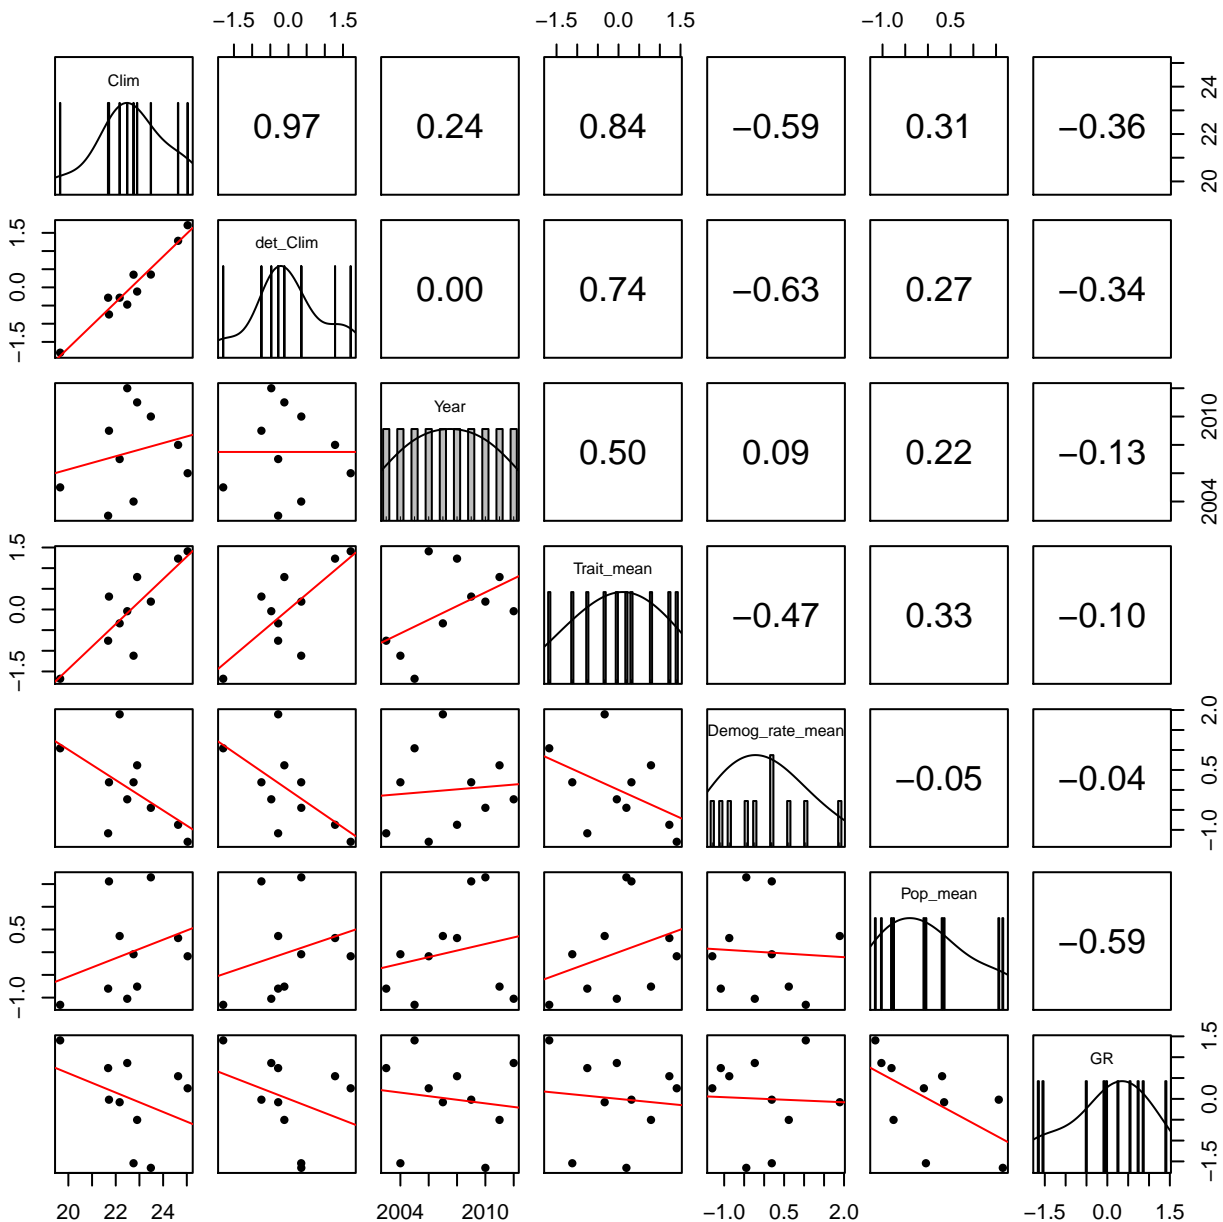 −1.5 0.0 1.5 −1.5 0.0 1.5 −1.0 0.5
Clim 0.97 0.24 0.84 −0.59 0.31 −0.36 20 22 24
−1.5 0.0 1.5 det_Clim 0.00 0.74 −0.63 0.27 −0.34
Year 0.50 0.09 0.22 −0.13 2004 2010
−1.5 0.0 1.5 Trait_mean −0.47 0.33 −0.10
Demog_rate_mean −0.05 −0.04 −1.0 0.5 2.0
−1.0 0.5 Pop_mean −0.59
GR −1.5 0.0 1.5
20 22 24 2004 2010 −1.0 0.5 2.0 −1.5 0.0 1.5